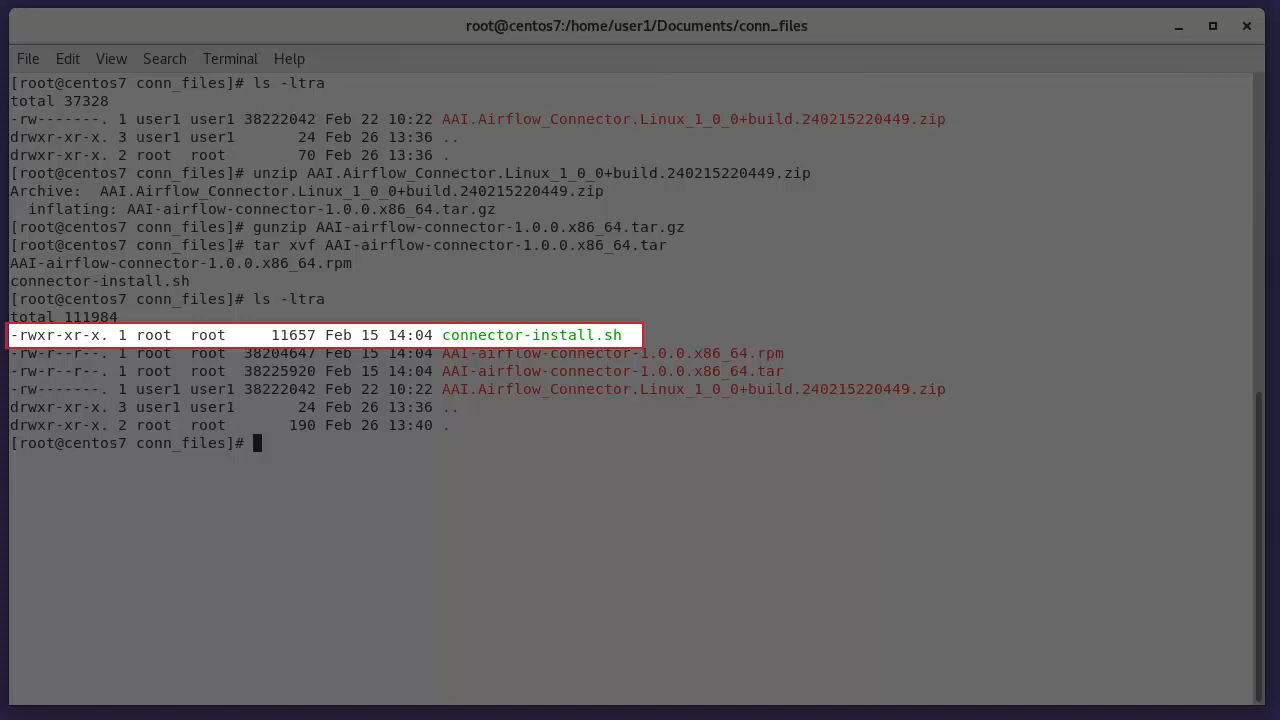 root@centos7:/home/user1/Documents/conn_files
File Edit View Search Terminal Help
[root@centos7 conn_files]# ls -ltra
total 37328
-rw-------. 1 user1 user1 38222042 Feb 22 10:22 AAI.Airflow_Connector.Linux_1_0_0+build.240215220449.zip
drwxr-xr-x. 3 user1 user1       24 Feb 26 13:36 ..
drwxr-xr-x. 2 root  root        70 Feb 26 13:36 .
[root@centos7 conn_files]# unzip AAI.Airflow_Connector.Linux_1_0_0+build.240215220449.zip
Archive:  AAI.Airflow_Connector.Linux_1_0_0+build.240215220449.zip
  inflating: AAI-airflow-connector-1.0.0.x86_64.tar.gz
[root@centos7 conn_files]# gunzip AAI-airflow-connector-1.0.0.x86_64.tar.gz
[root@centos7 conn_files]# tar xvf AAI-airflow-connector-1.0.0.x86_64.tar
AAI-airflow-connector-1.0.0.x86_64.rpm
connector-install.sh
[root@centos7 conn_files]# ls -ltra
total 111984
-rwxr-xr-x. 1 root  root     11657 Feb 15 14:04 connector-install.sh
-rw-r--r--. 1 root  root  38204647 Feb 15 14:04 AAI-airflow-connector-1.0.0.x86_64.rpm
-rw-r--r--. 1 root  root  38225920 Feb 15 14:04 AAI-airflow-connector-1.0.0.x86_64.tar
-rw-------. 1 user1 user1 38222042 Feb 22 10:22 AAI.Airflow_Connector.Linux_1_0_0+build.240215220449.zip
drwxr-xr-x. 3 user1 user1       24 Feb 26 13:36 ..
drwxr-xr-x. 2 root  root       190 Feb 26 13:40 .
[root@centos7 conn_files]#